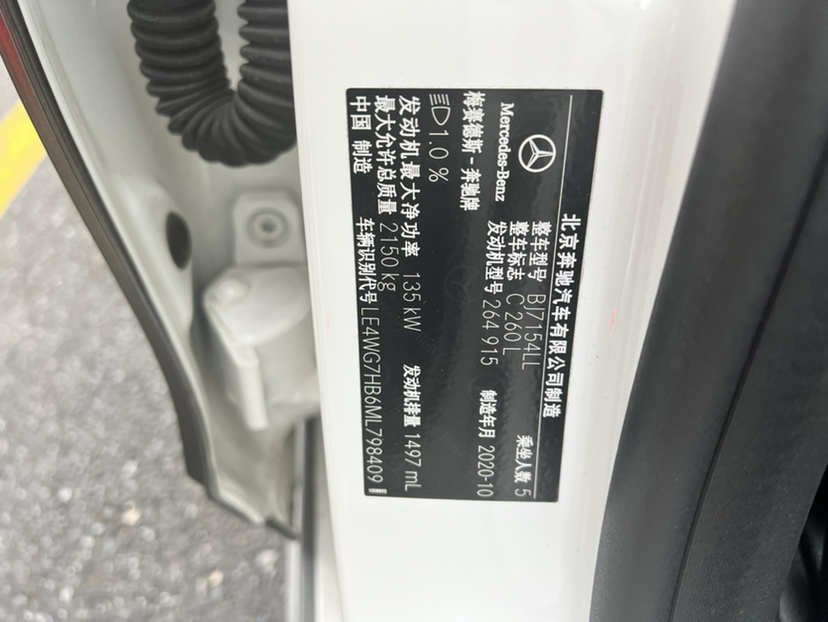 北京奔驰汽车有限公司制造
Mercedes-Benz
梅赛德斯-奔驰牌
整车型号 BJ7154LL 乘坐人数 5
整车标志 C 260 L
发动机型号 264 915 制造年月 2020-10
1.0 %
发动机最大净功率 135 kW 发动机排量 1497 mL
最大允许总质量 2150 kg
中国 制造 车辆识别代号 LE4WG7HB6ML798409